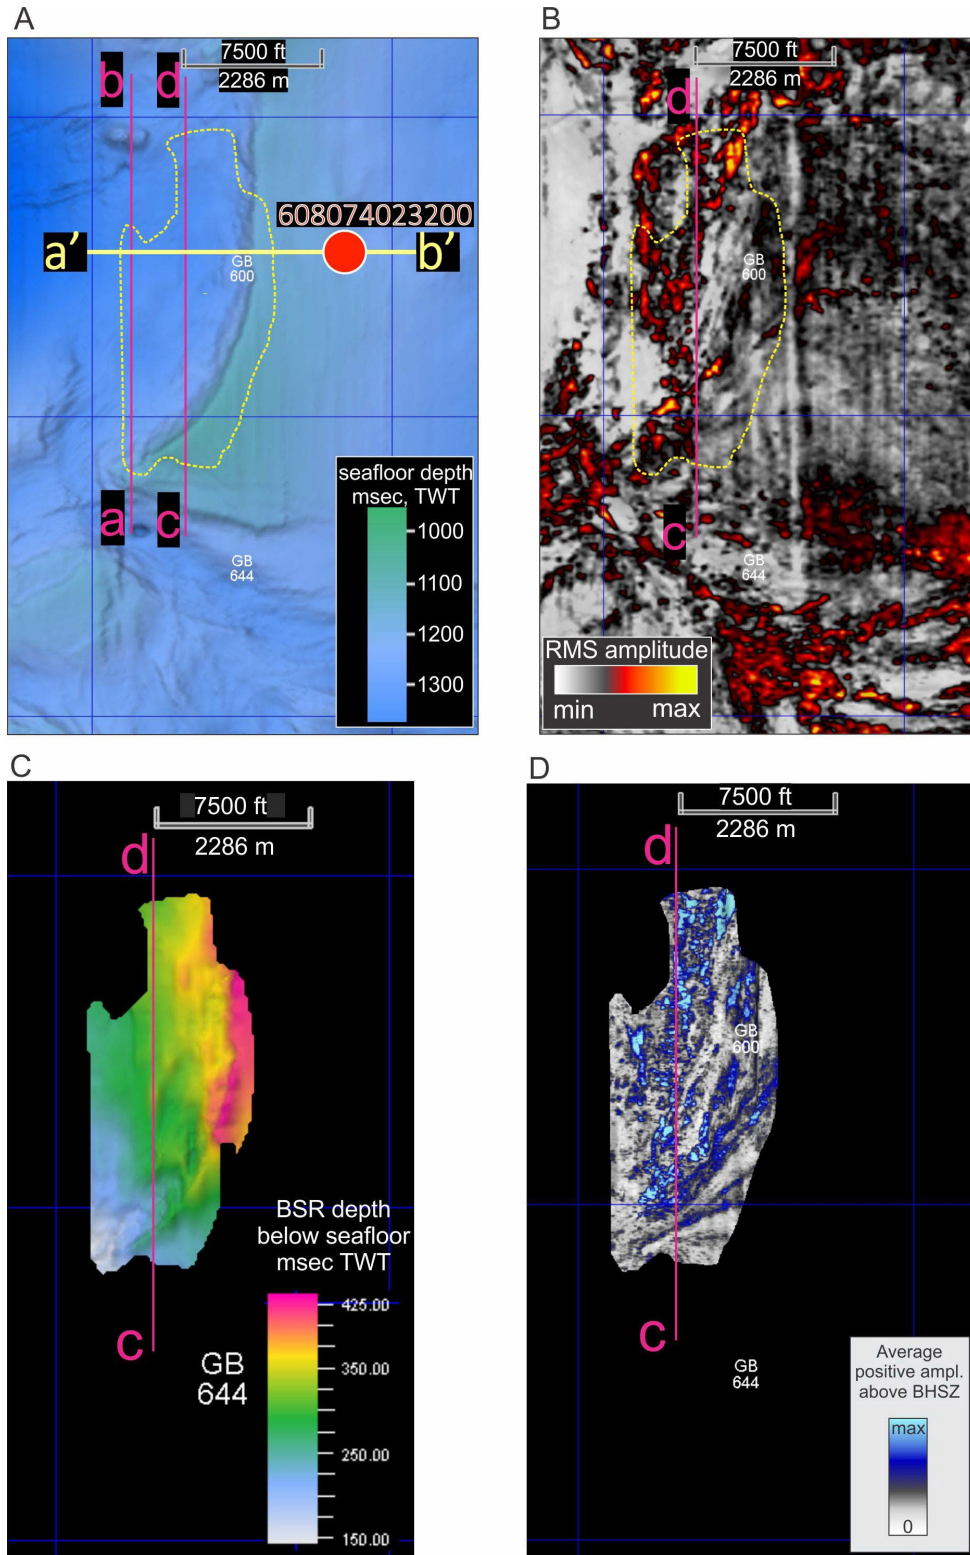 A
7500 ft
2286 m
b
d
608074023200
a’
b’
GB
600
a
c
GB
644
seafloor depth
msec, TWT
1000
1100
1200
1300
B
7500 ft
2286 m
d
GB
600
c
GB
644
RMS amplitude
min
max
C
7500 ft
2286 m
d
BSR depth
below seafloor
msec TWT
c
GB
644
425.00
350.00
250.00
150.00
D
7500 ft
2286 m
d
GB
600
c
GB
644
Average
positive ampl.
above BHSZ
max
0